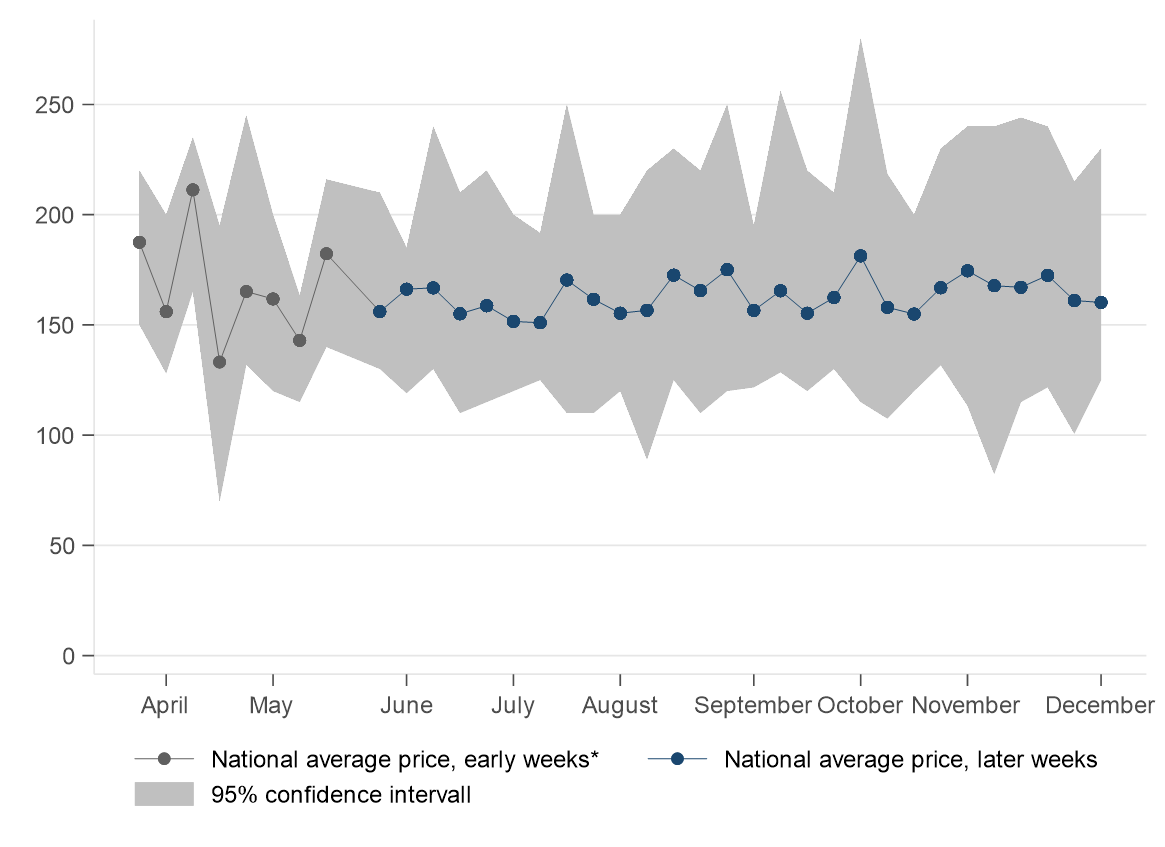 250
200
150
100
50
0
April May June July August September October November December
National average price, early weeks* National average price, later weeks
95% confidence intervall